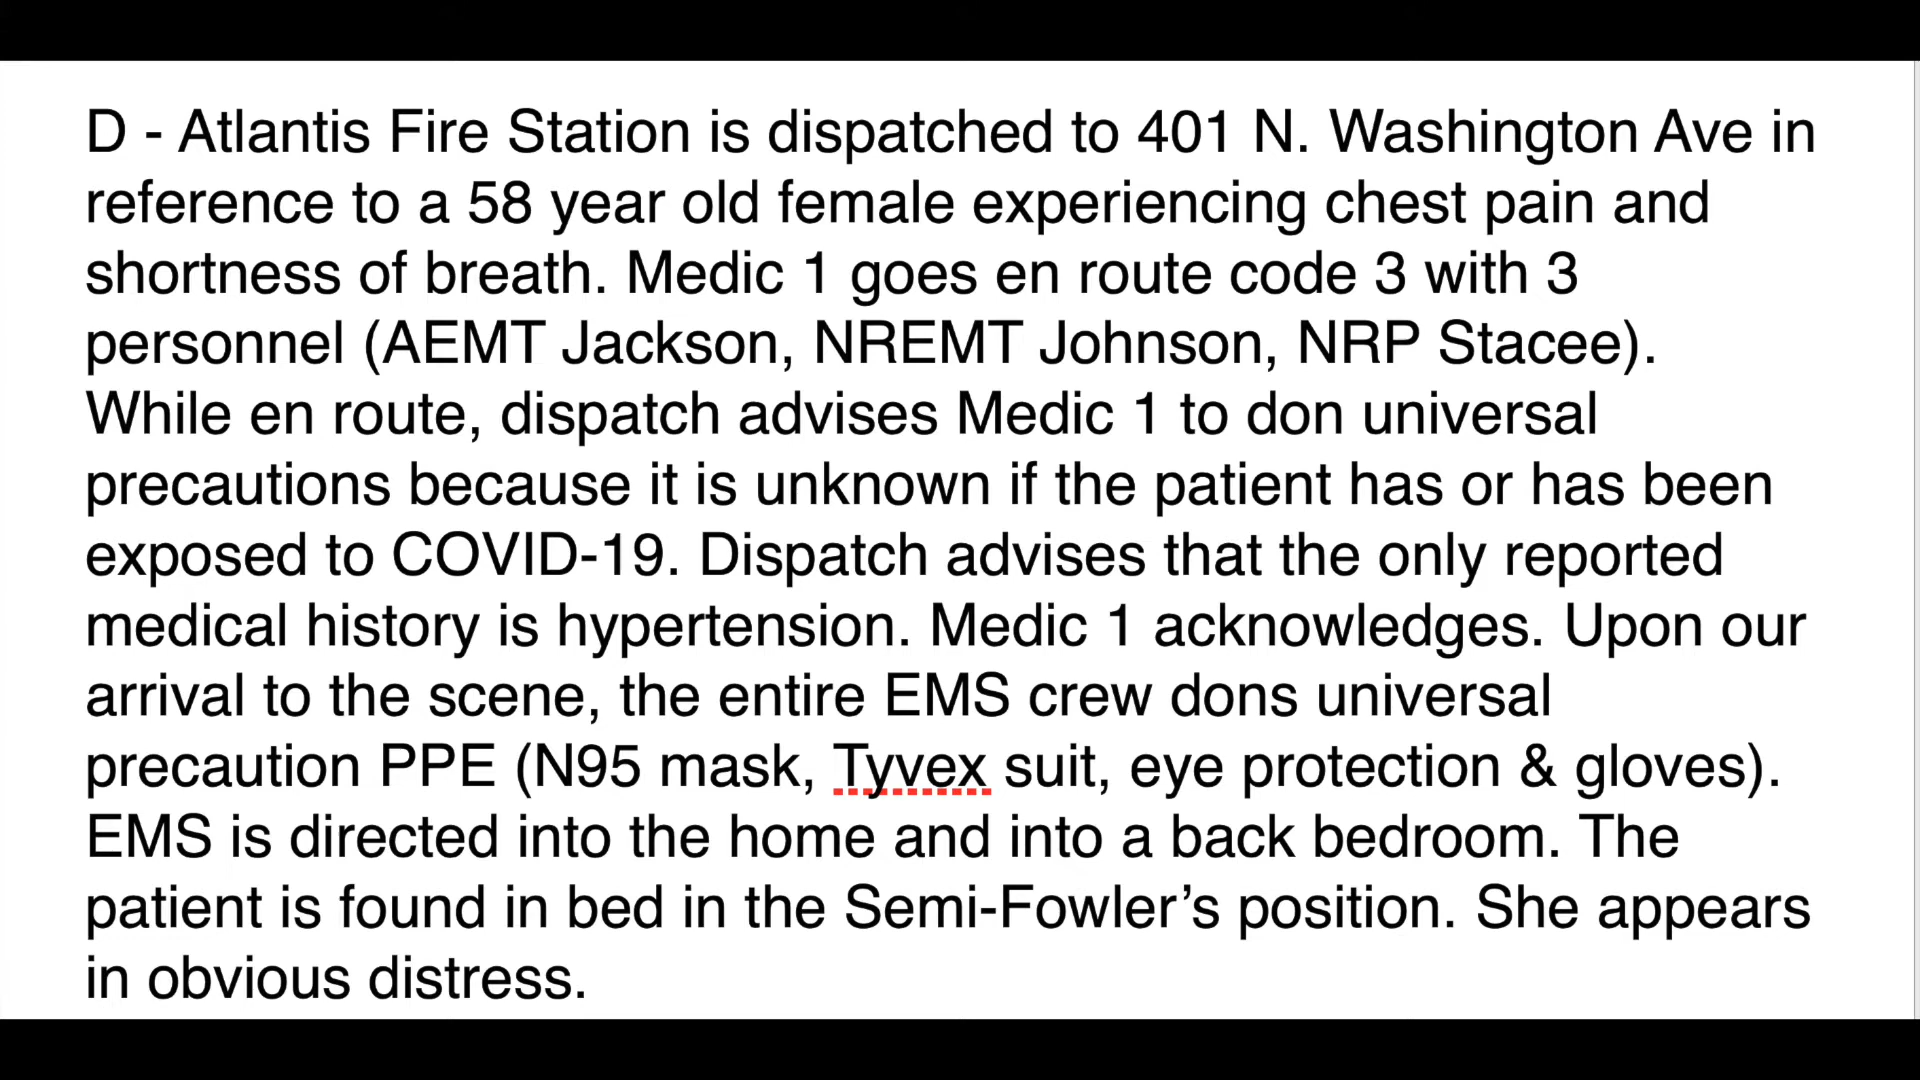 D - Atlantis Fire Station is dispatched to 401 N. Washington Ave in
reference to a 58 year old female experiencing chest pain and
shortness of breath. Medic 1 goes en route code 3 with 3
personnel (AEMT Jackson, NREMT Johnson, NRP Stacee).
While en route, dispatch advises Medic 1 to don universal
precautions because it is unknown if the patient has or has been
exposed to COVID-19. Dispatch advises that the only reported
medical history is hypertension. Medic 1 acknowledges. Upon our
arrival to the scene, the entire EMS crew dons universal
precaution PPE (N95 mask, Tyvex suit, eye protection & gloves).
EMS is directed into the home and into a back bedroom. The
patient is found in bed in the Semi-Fowler’s position. She appears
in obvious distress.